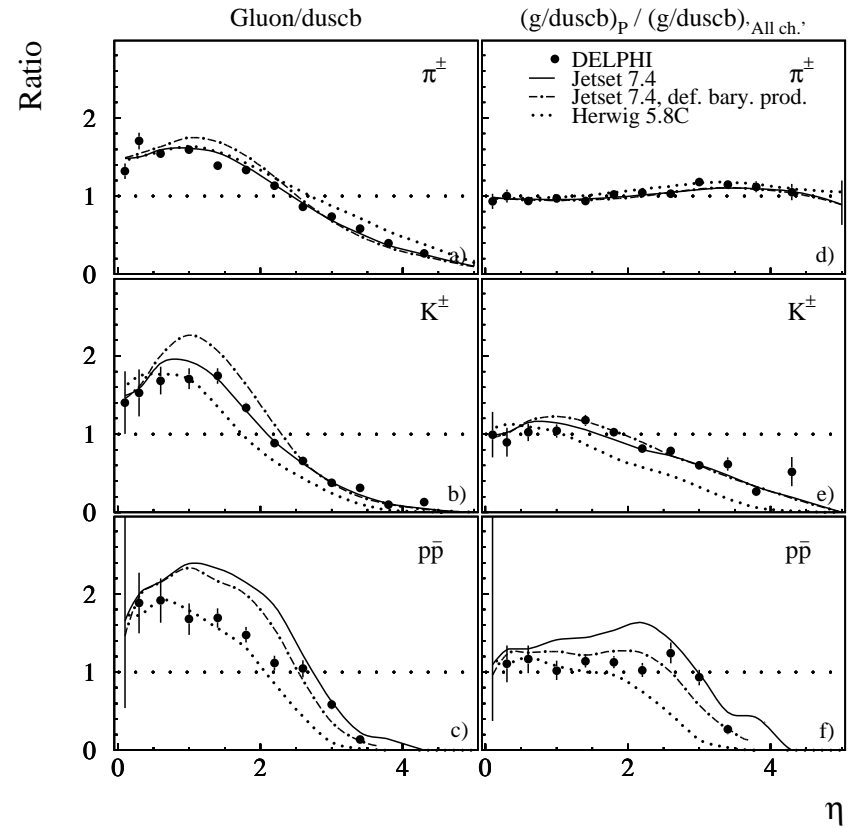 Gluon/duscb
(g/duscb)P / (g/duscb)'All ch.'
Ratio
π±
DELPHI
π±
Jetset 7.4
Jetset 7.4, def. bary. prod.
Herwig 5.8C
2
1
0
a)
d)
K±
K±
2
1
0
b)
e)
pp̄
pp̄
2
1
0
c)
f)
0 2 4 0 2 4
η